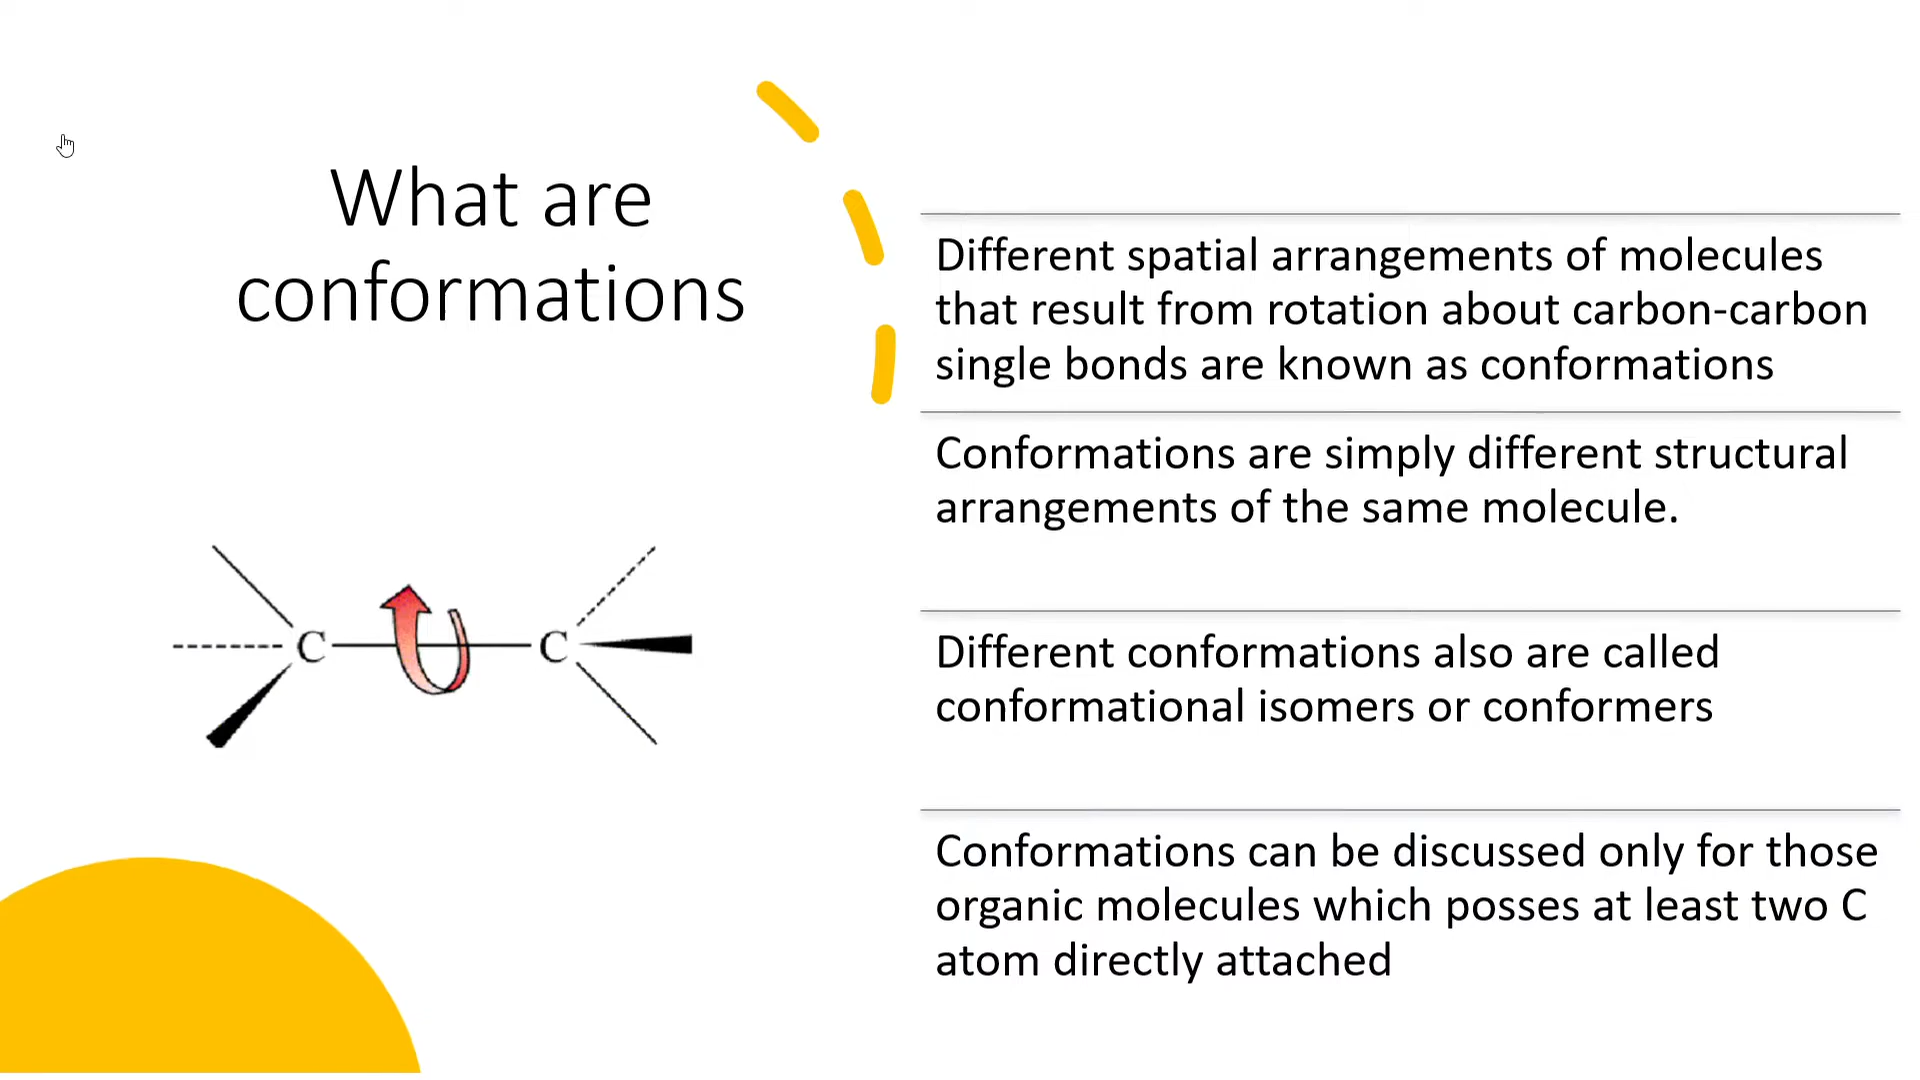 What are
conformations
Different spatial arrangements of molecules
that result from rotation about carbon-carbon
single bonds are known as conformations
Conformations are simply different structural
arrangements of the same molecule.
Different conformations also are called
conformational isomers or conformers
Conformations can be discussed only for those
organic molecules which posses at least two C
atom directly attached
C C